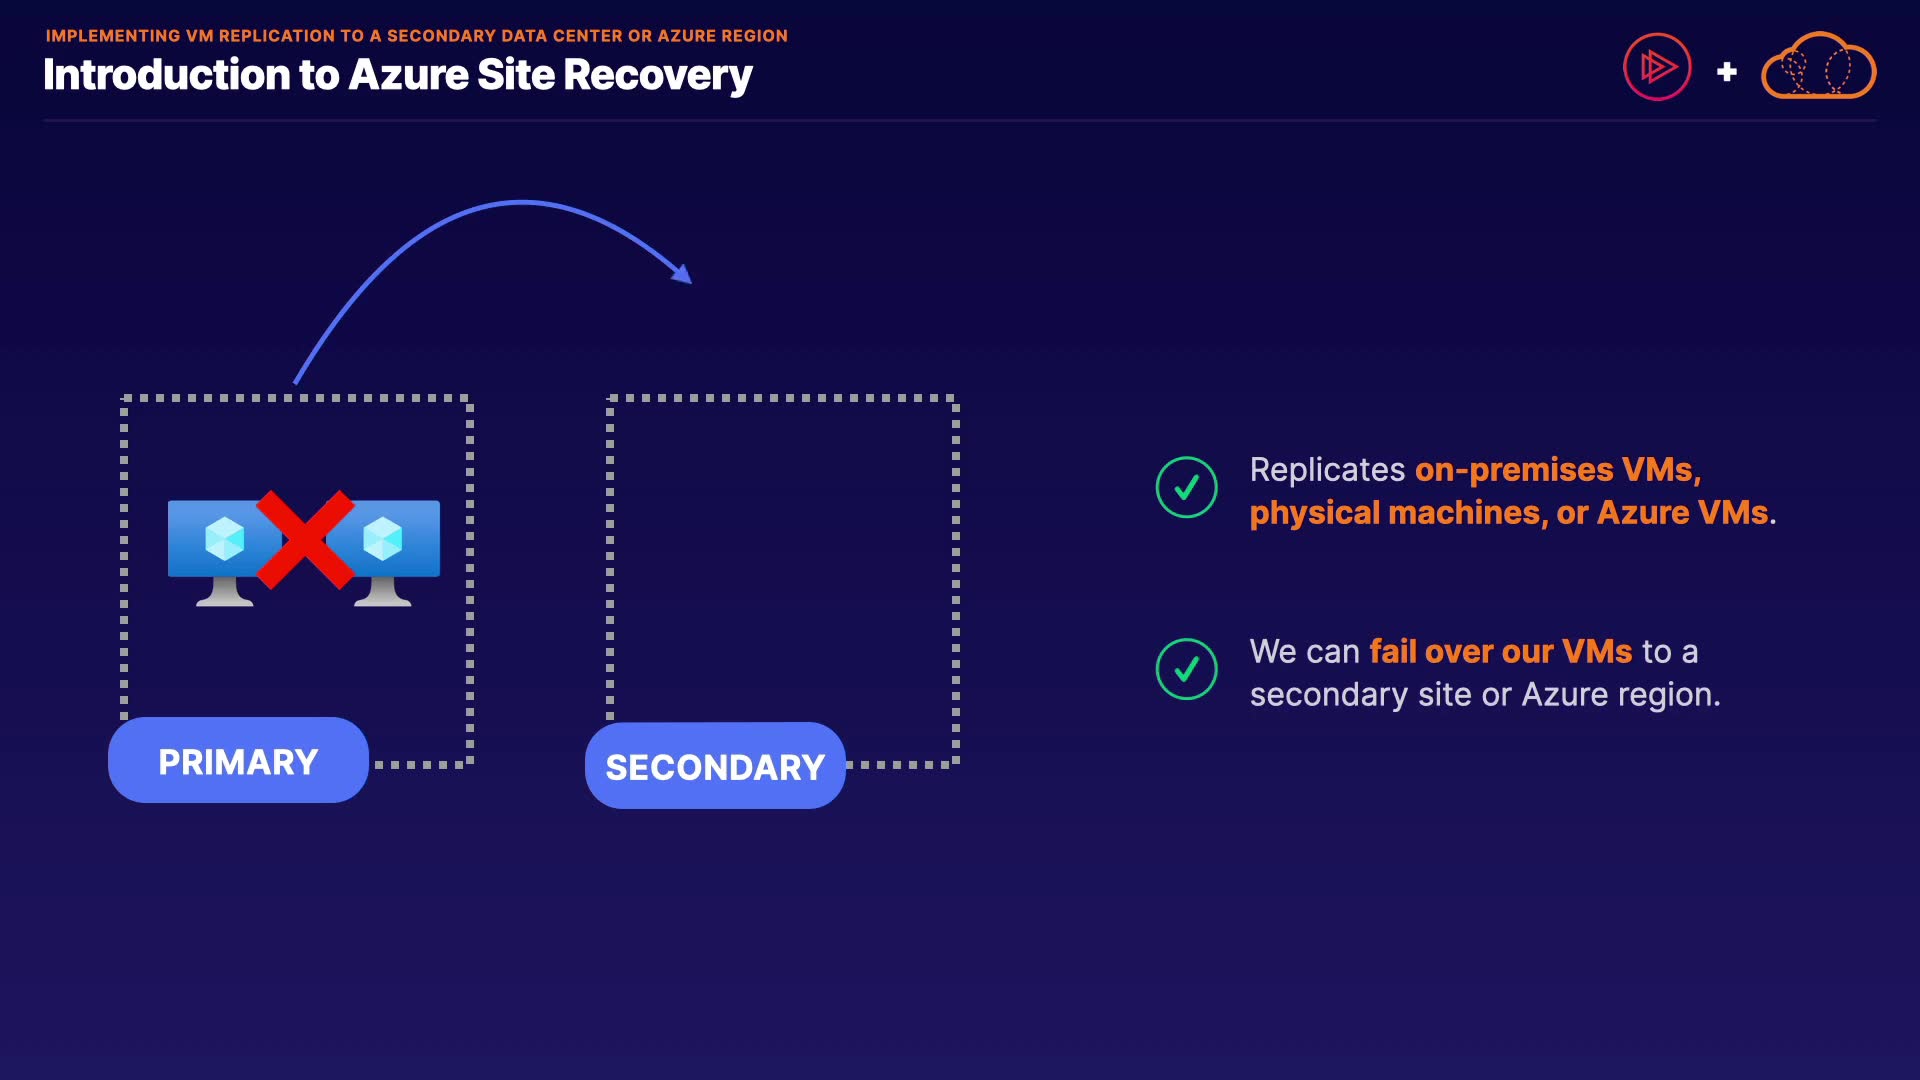 IMPLEMENTING VM REPLICATION TO A SECONDARY DATA CENTER OR AZURE REGION
Introduction to Azure Site Recovery
Replicates on-premises VMs,
physical machines, or Azure VMs.
We can fail over our VMs to a
secondary site or Azure region.
PRIMARY
SECONDARY